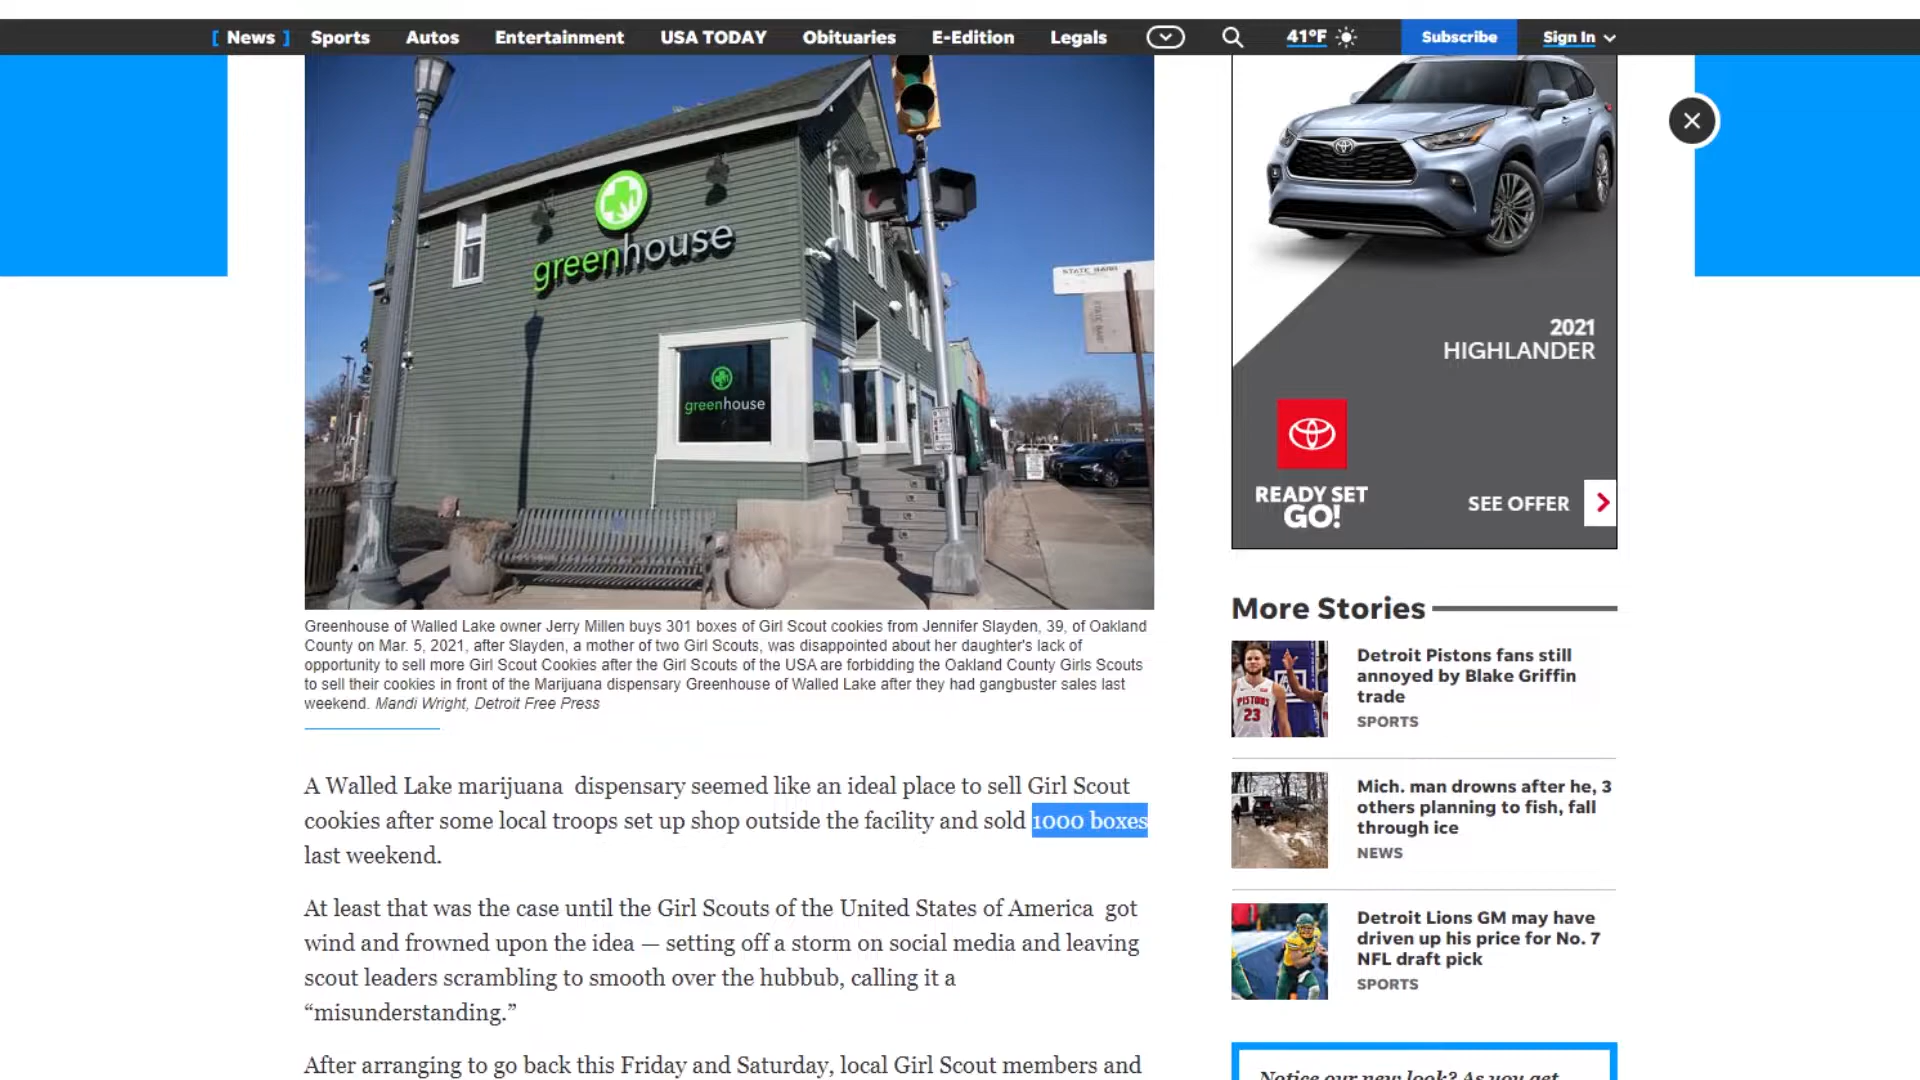 [ News ] Sports Autos Entertainment USA TODAY Obituaries E-Edition Legals 41°F Subscribe Sign In
greenhouse
greenhouse
STATE BARR
Greenhouse of Walled Lake owner Jerry Millen buys 301 boxes of Girl Scout cookies from Jennifer Slayden, 39, of Oakland
County on Mar. 5, 2021, after Slayden, a mother of two Girl Scouts, was disappointed about her daughter's lack of
opportunity to sell more Girl Scout Cookies after the Girl Scouts of the USA are forbidding the Oakland County Girls Scouts
to sell their cookies in front of the Marijuana dispensary Greenhouse of Walled Lake after they had gangbuster sales last
weekend. Mandi Wright, Detroit Free Press
A Walled Lake marijuana dispensary seemed like an ideal place to sell Girl Scout
cookies after some local troops set up shop outside the facility and sold 1000 boxes
last weekend.
At least that was the case until the Girl Scouts of the United States of America got
wind and frowned upon the idea — setting off a storm on social media and leaving
scout leaders scrambling to smooth over the hubbub, calling it a
“misunderstanding.”
After arranging to go back this Friday and Saturday, local Girl Scout members and
2021
HIGHLANDER
READY SET
GO!
SEE OFFER
More Stories
Detroit Pistons fans still
annoyed by Blake Griffin
trade
SPORTS
PISTONS
23
Mich. man drowns after he, 3
others planning to fish, fall
through ice
NEWS
Detroit Lions GM may have
driven up his price for No. 7
NFL draft pick
SPORTS
Notice our new look? As you get